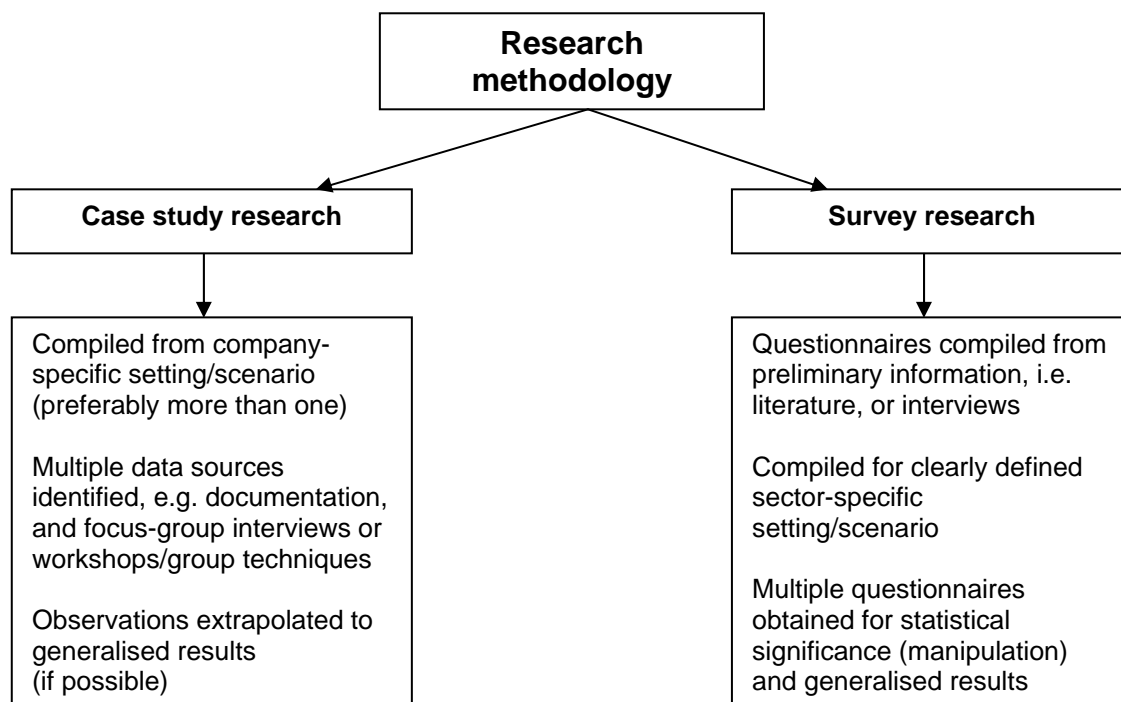 Research
methodology
Case study research
Survey research
Compiled from company-
specific setting/scenario
(preferably more than one)
Multiple data sources
identified, e.g. documentation,
and focus-group interviews or
workshops/group techniques
Observations extrapolated to
generalised results
(if possible)
Questionnaires compiled from
preliminary information, i.e.
literature, or interviews
Compiled for clearly defined
sector-specific
setting/scenario
Multiple questionnaires
obtained for statistical
significance (manipulation)
and generalised results